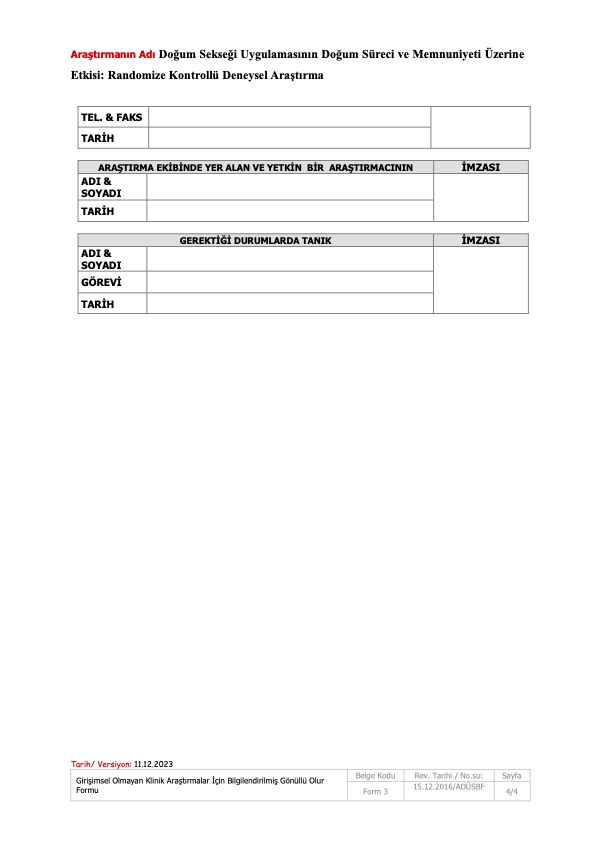 Araştırmanın Adı Doğum Sekseği Uygulamasının Doğum Süreci ve Memnuniyeti Üzerine
Etkisi: Randomize Kontrollü Deneysel Araştırma
TEL. & FAKS
TARİH
ARAŞTIRMA EKİBİNDE YER ALAN VE YETKİN BİR ARAŞTIRMACININ İMZASI
ADI &
SOYADI
TARİH
GEREKTİĞİ DURUMLARDA TANIK İMZASI
ADI &
SOYADI
GÖREVİ
TARİH
Tarih/ Versiyon: 11.12.2023
Girişimsel Olmayan Klinik Araştırmalar İçin Bilgilendirilmiş Gönüllü Olur
Formu
Belge Kodu Rev. Tarihi / No.su: Sayfa
Form 3 15.12.2016/ADÜSBF 4/4